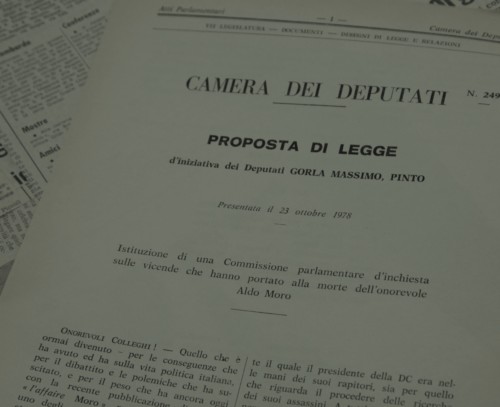 Atti Parlamentari
— 1 —
Camera dei Dep
VII LEGISLATURA — DOCUMENTI — DISEGNI DI LEGGE E RELAZIONI
CAMERA DEI DEPUTATI
N. 249
PROPOSTA DI LEGGE
d'iniziativa dei Deputati GORLA MASSIMO, PINTO
Presentata il 23 ottobre 1978
Istituzione di una Commissione parlamentare d'inchiesta
sulle vicende che hanno portato alla morte dell'onorevole
Aldo Moro
ONOREVOLI COLLEGHI! — Quello che è
ormai divenuto - per le conseguenze che
ha avuto ed ha sulla vita politica italiana,
per il dibattito e le polemiche che ha su-
scitato, e per il peso che ha ancora oggi
con la recente pubblicazione
« l'affaire Moro »
uno degli
te il quale il presidente della DC era nel-
le mani dei suoi rapitori, sia per quello
che riguarda il procedere delle ricerche
dei suoi assassini.
Mostre
Amici